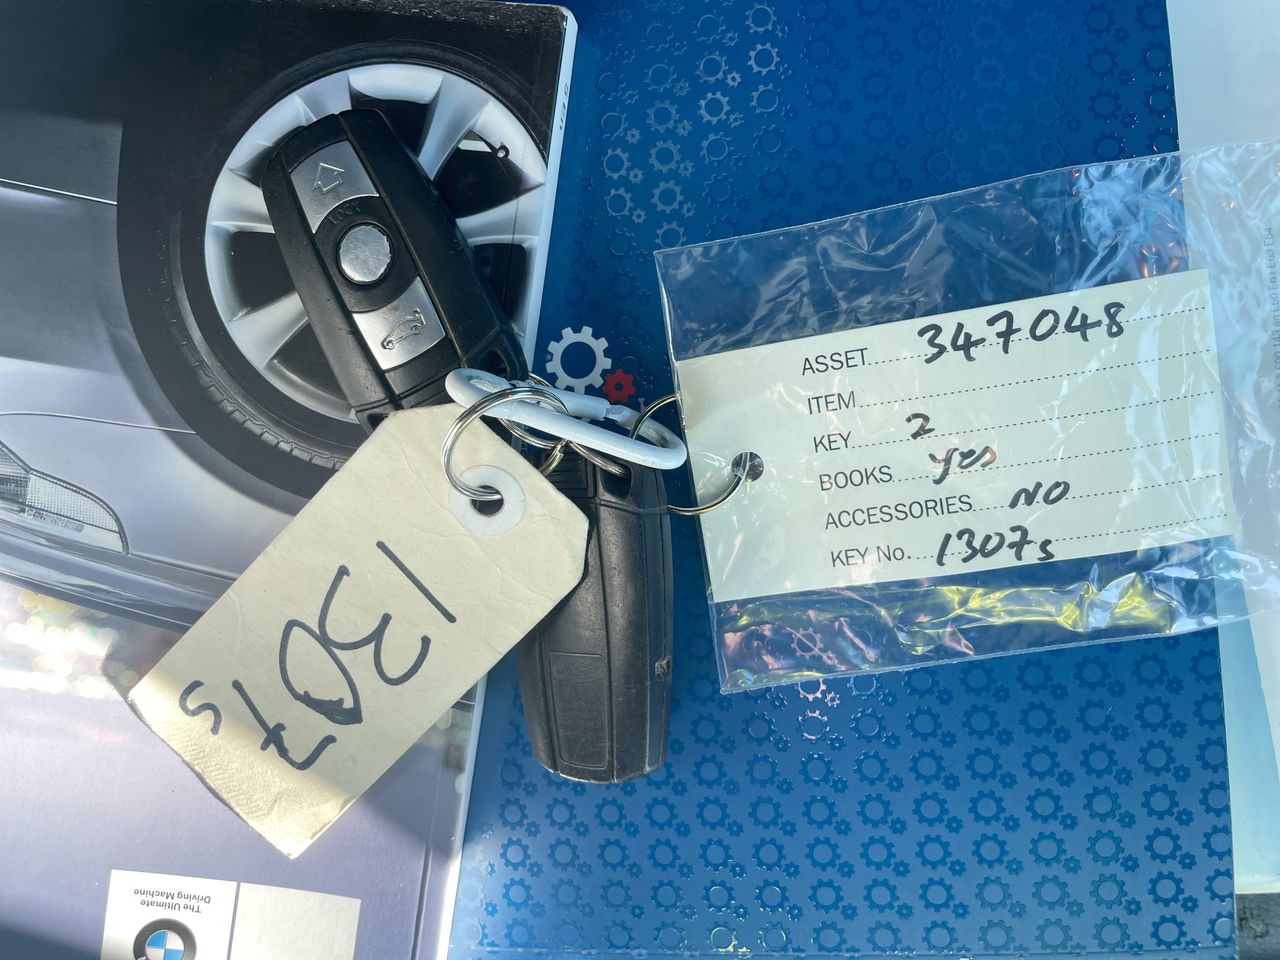 LOCK
ASSET 347048
ITEM
KEY 2
BOOKS yes
ACCESSORIES NO
KEY No. 1307s
1307s
The Ultimate
Driving Machine